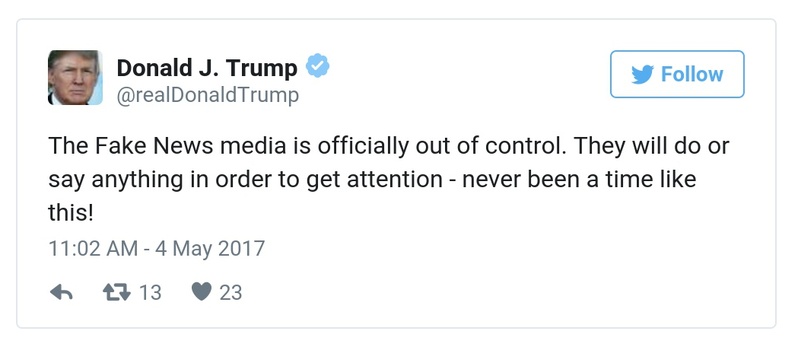 Donald J. Trump
Follow
@realDonaldTrump
The Fake News media is officially out of control. They will do or
say anything in order to get attention - never been a time like
this!
11:02 AM - 4 May 2017
13 23